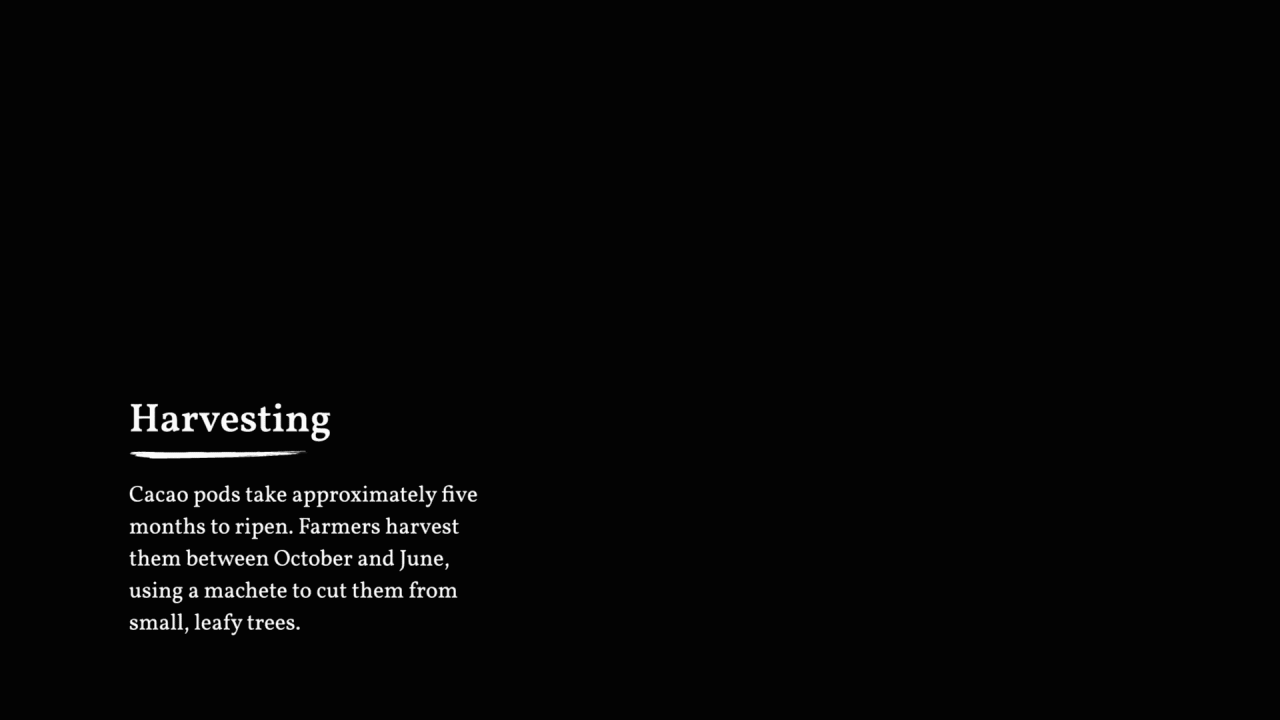 Harvesting
Cacao pods take approximately five
months to ripen. Farmers harvest
them between October and June,
using a machete to cut them from
small, leafy trees.